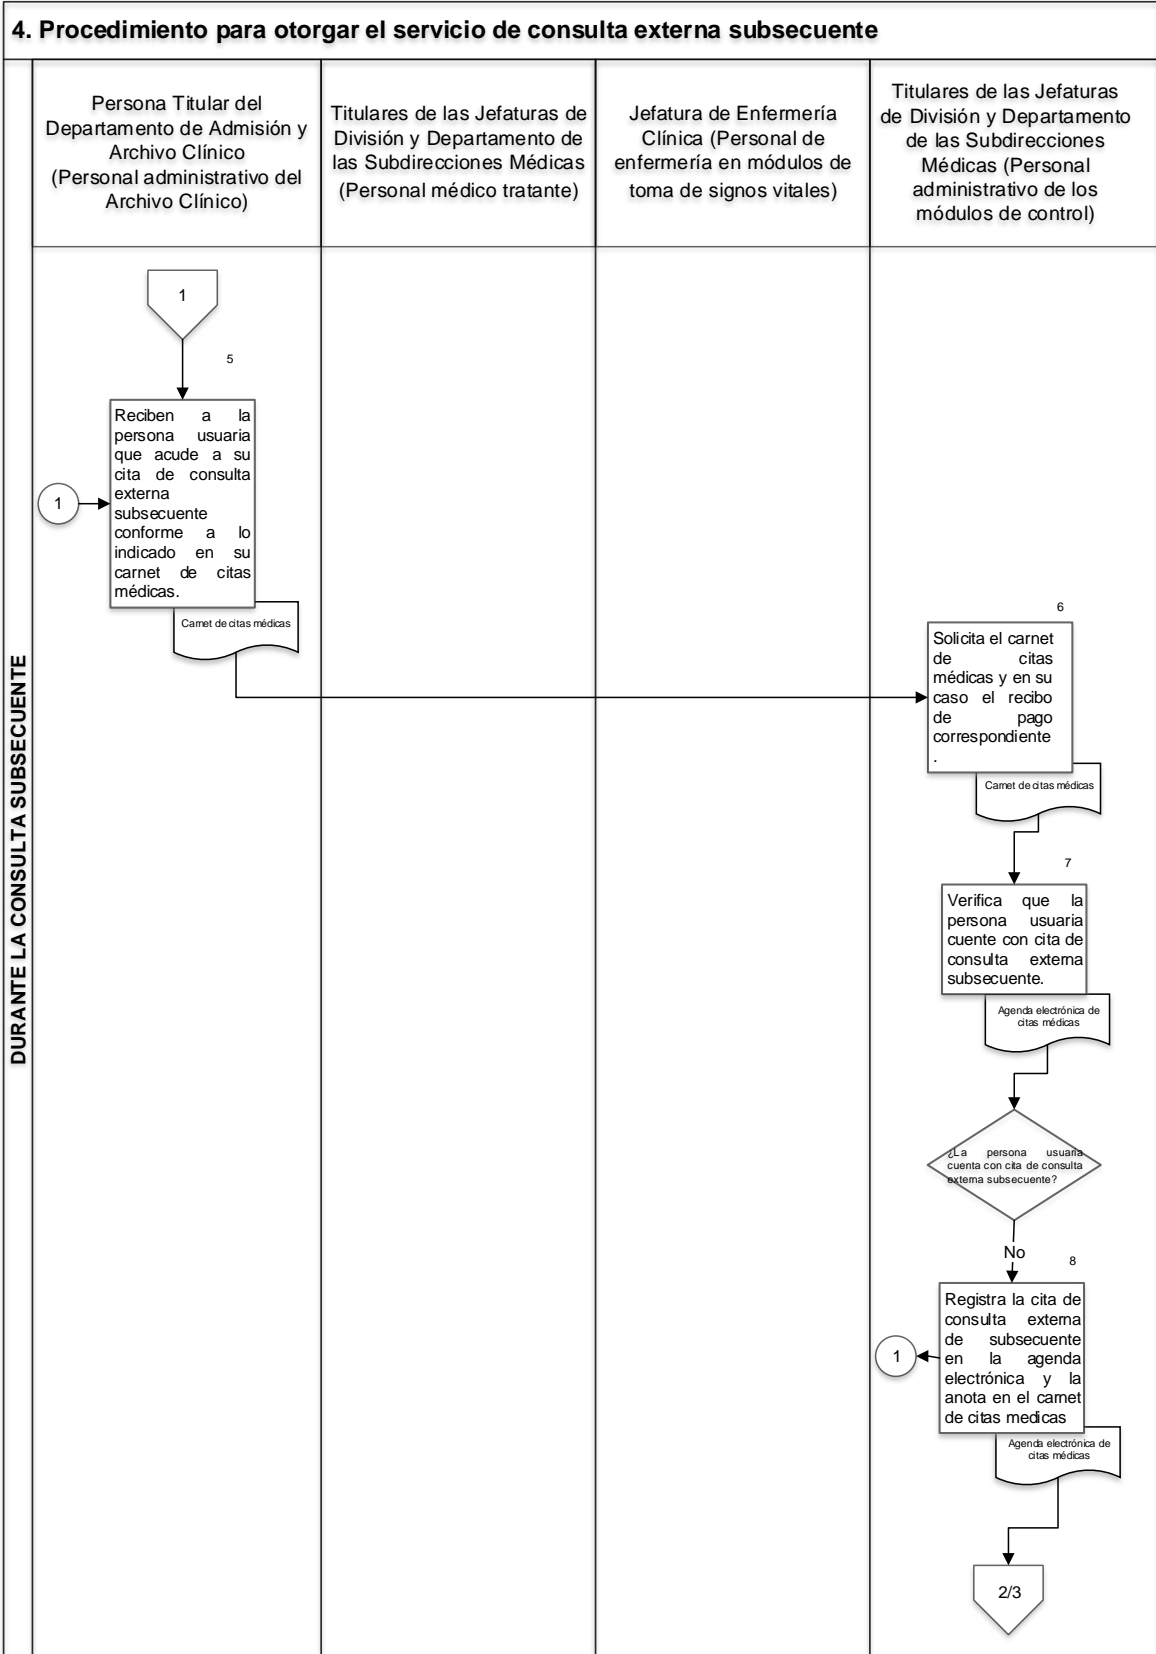 4. Procedimiento para otorgar el servicio de consulta externa subsecuente
Persona Titular del
Departamento de Admisión y
Archivo Clínico
(Personal administrativo del
Archivo Clínico)
Titulares de las Jefaturas de
División y Departamento de
las Subdirecciones Médicas
(Personal médico tratante)
Jefatura de Enfermería
Clínica (Personal de
enfermería en módulos de
toma de signos vitales)
Titulares de las Jefaturas
de División y Departamento
de las Subdirecciones
Médicas (Personal
administrativo de los
módulos de control)
DURANTE LA CONSULTA SUBSECUENTE
1
5
Reciben a la
persona usuaria
que acude a su
cita de consulta
externa
subsecuente
conforme a lo
indicado en su
carnet de citas
médicas.
1
Carnet de citas médicas
6
Solicita el carnet
de citas
médicas y en su
caso el recibo
de pago
correspondiente
.
Carnet de citas médicas
7
Verifica que la
persona usuaria
cuente con cita de
consulta externa
subsecuente.
Agenda electrónica de
citas médicas
¿La persona usuaria
cuenta con cita de consulta
externa subsecuente?
No
8
Registra la cita de
consulta externa
de subsecuente
en la agenda
electrónica y la
anota en el carnet
de citas medicas
1
Agenda electrónica de
citas médicas
2/3